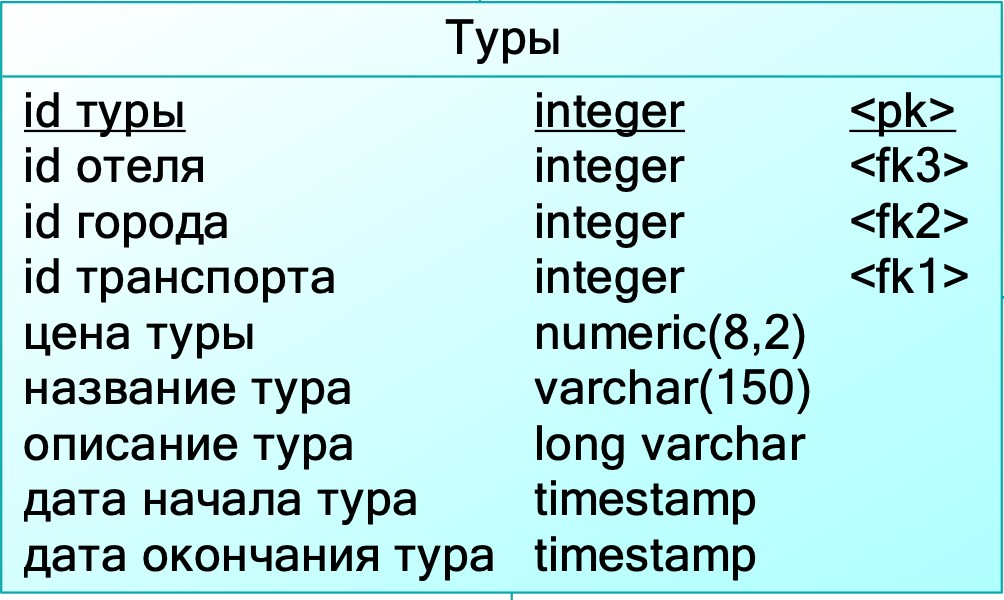 Туры
id туры integer <pk>
id отеля integer <fk3>
id города integer <fk2>
id транспорта integer <fk1>
цена туры numeric(8,2)
название тура varchar(150)
описание тура long varchar
дата начала тура timestamp
дата окончания тура timestamp